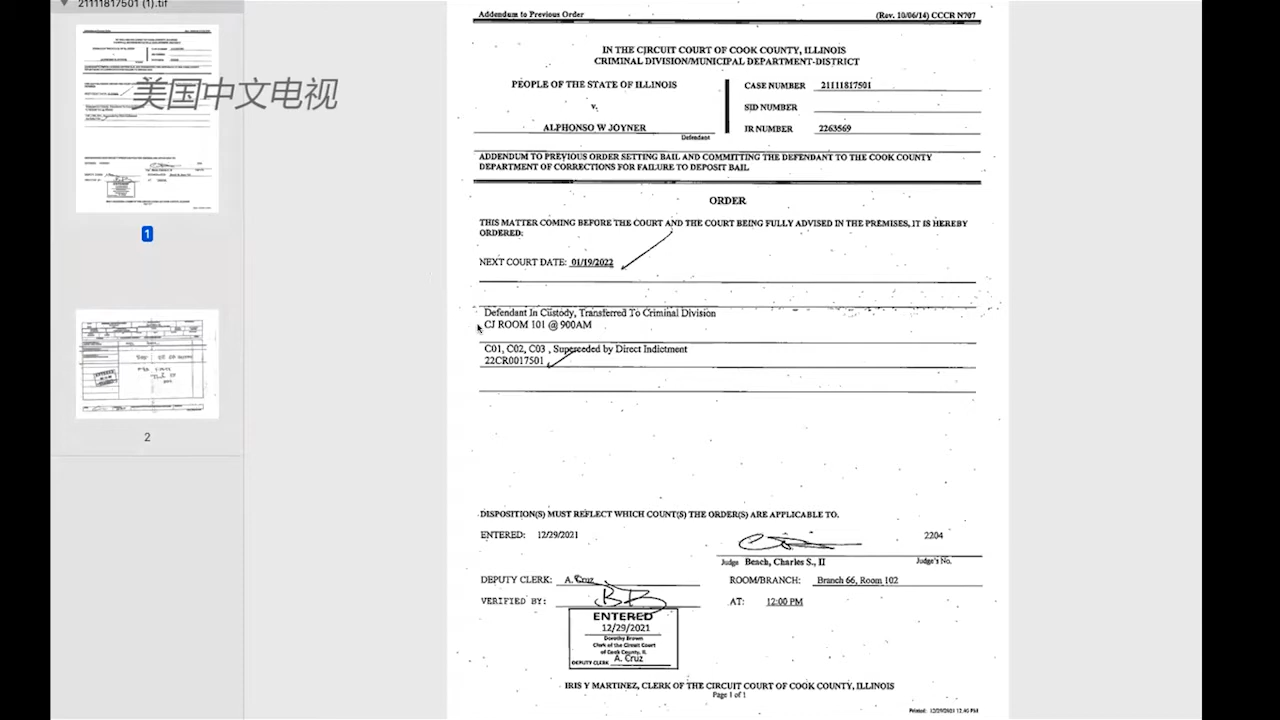 21111817501 (1).tif
美国中文电视
1
2
Addendum to Previous Order
(Rev. 10/06/14) CCCR N707
IN THE CIRCUIT COURT OF COOK COUNTY, ILLINOIS
CRIMINAL DIVISION/MUNICIPAL DEPARTMENT-DISTRICT
PEOPLE OF THE STATE OF ILLINOIS
v.
ALPHONSO W JOYNER
Defendant
CASE NUMBER 21111817501
SID NUMBER
IR NUMBER 2263569
ADDENDUM TO PREVIOUS ORDER SETTING BAIL AND COMMITTING THE DEFENDANT TO THE COOK COUNTY
DEPARTMENT OF CORRECTIONS FOR FAILURE TO DEPOSIT BAIL
ORDER
THIS MATTER COMING BEFORE THE COURT AND THE COURT BEING FULLY ADVISED IN THE PREMISES, IT IS HEREBY
ORDERED:
NEXT COURT DATE: 01/19/2022
Defendant In Custody, Transferred To Criminal Division
CJ ROOM 101 @ 900AM
C01, C02, C03 , Superceded by Direct Indictment
22CR0017501
DISPOSITION(S) MUST REFLECT WHICH COUNT(S) THE ORDER(S) ARE APPLICABLE TO.
ENTERED: 12/29/2021
2204
Judge Beach, Charles S., II
Judge's No.
DEPUTY CLERK: A. Cruz
ROOM/BRANCH: Branch 66, Room 102
VERIFIED BY: BB
AT: 12:00 PM
ENTERED
12/29/2021
Dorothy Brown
Clerk of the Circuit Court
of Cook County, IL
DEPUTY CLERK A. Cruz
IRIS Y MARTINEZ, CLERK OF THE CIRCUIT COURT OF COOK COUNTY, ILLINOIS
Page 1 of 1
Printed: 12/29/2021 12:40 PM